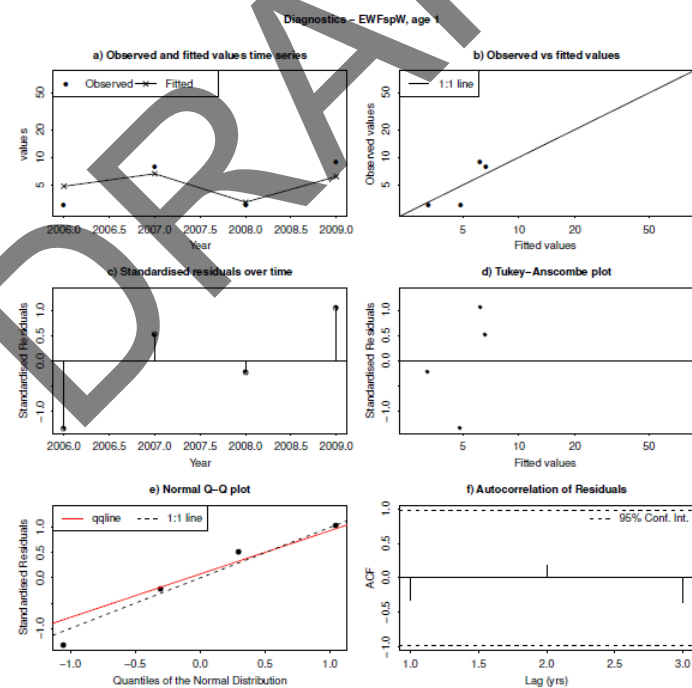 Diagnostics – EWFspW, age 1
a) Observed and fitted values time series
Observed Fitted
values
5 10 20 50
2006.0 2006.5 2007.0 2007.5 2008.0 2008.5 2009.0
Year
b) Observed vs fitted values
1:1 line
Observed values
5 10 20 50
5 10 20 50
Fitted values
c) Standardised residuals over time
Standardised Residuals
−1.0 0.0 0.5 1.0
2006.0 2006.5 2007.0 2007.5 2008.0 2008.5 2009.0
Year
d) Tukey−Anscombe plot
Standardised Residuals
−1.0 0.0 0.5 1.0
5 10 20 50
Fitted values
e) Normal Q−Q plot
qqline 1:1 line
Standardised Residuals
−1.0 0.0 0.5 1.0
−1.0 −0.5 0.0 0.5 1.0
Quantiles of the Normal Distribution
f) Autocorrelation of Residuals
95% Conf. Int.
ACF
−1.0 −0.5 0.0 0.5 1.0
1.0 1.5 2.0 2.5 3.0
Lag (yrs)
DRA